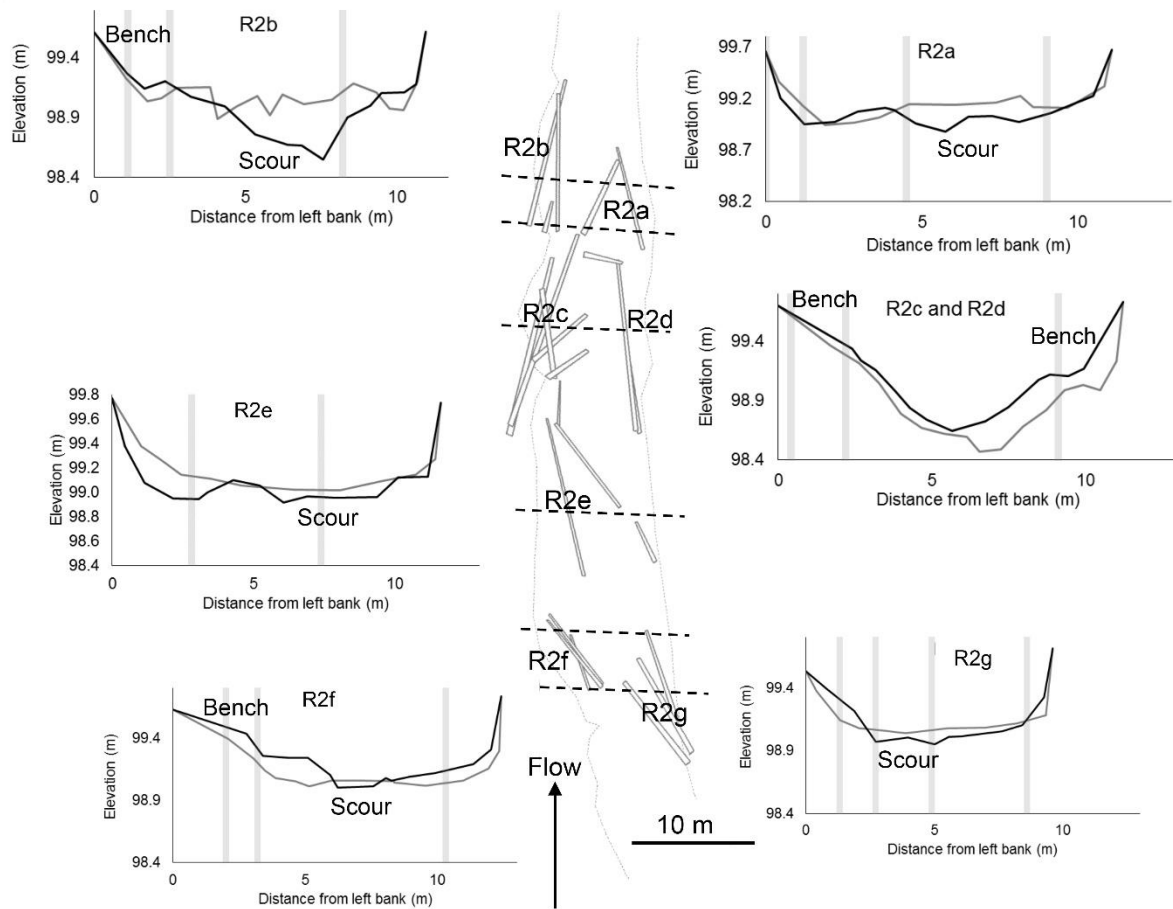 R2b
Bench
Scour
Elevation (m)
99.4
98.9
98.4
0
5
10
Distance from left bank (m)
R2a
Scour
Elevation (m)
99.7
99.2
98.7
98.2
0
5
10
Distance from left bank (m)
R2b
R2a
R2c
R2d
R2e
R2f
R2g
Flow
10 m
R2c and R2d
Bench
Bench
Elevation (m)
99.4
98.9
98.4
0
5
10
Distance from left bank (m)
R2e
Scour
Elevation (m)
99.8
99.6
99.4
99.2
99.0
98.8
98.6
98.4
0
5
10
Distance from left bank (m)
R2f
Bench
Scour
Elevation (m)
99.4
98.9
98.4
0
5
10
Distance from left bank (m)
R2g
Scour
Elevation (m)
99.4
98.9
98.4
0
5
10
Distance from left bank (m)